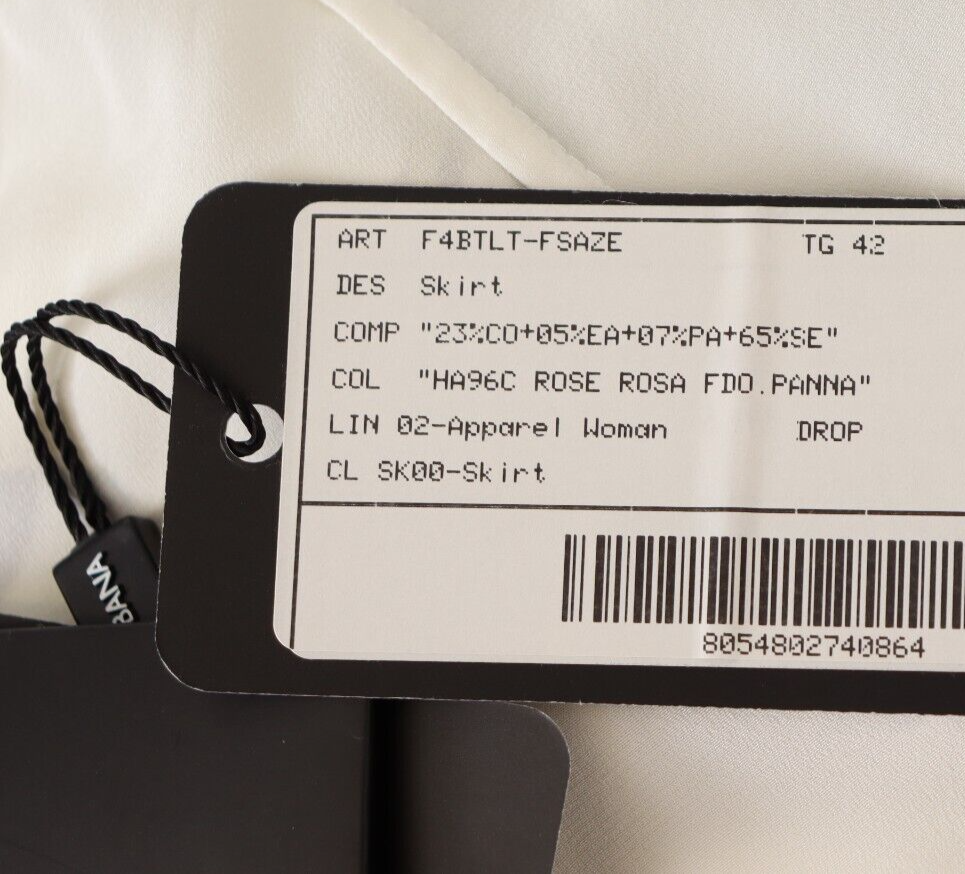 ART F4BTLT-FSAZE TG 42
DES Skirt
COMP "23%CO+05%EA+07%PA+65%SE"
COL "HA96C ROSE ROSA FDO.PANNA"
LIN 02-Apparel Woman DROP
CL SK00-Skirt
8054802740864
BANA